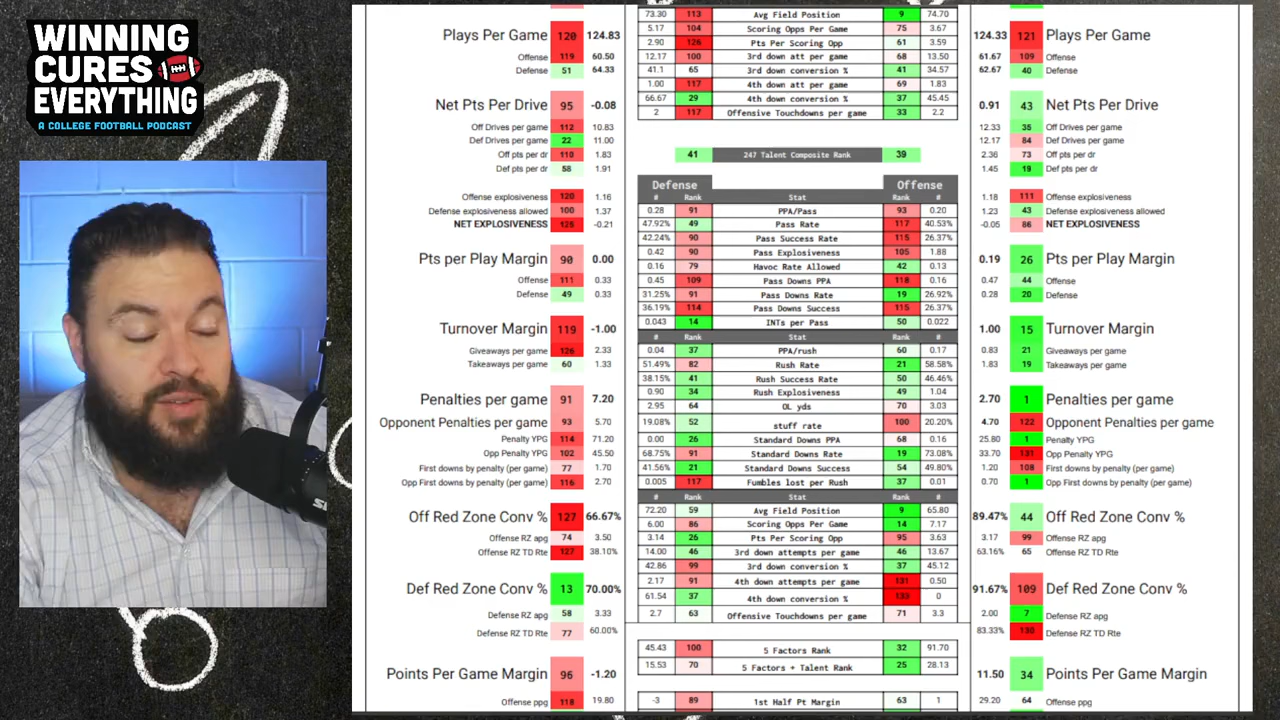 WINNING
CURES
EVERYTHING
A COLLEGE FOOTBALL PODCAST
Plays Per Game 120 124.83
Offense 119 60.50
Defense 51 64.33
Net Pts Per Drive 95 -0.08
Off Drives per game 112 10.83
Def Drives per game 22 11.00
Off pts per dr 110 1.83
Def pts per dr 58 1.91
Offense explosiveness 120 1.16
Defense explosiveness allowed 100 1.37
NET EXPLOSIVENESS 125 -0.21
Pts per Play Margin 90 0.00
Offense 111 0.33
Defense 49 0.33
Turnover Margin 119 -1.00
Giveaways per game 126 2.33
Takeaways per game 60 1.33
Penalties per game 91 7.20
Opponent Penalties per game 93 5.70
Penalty YPG 114 71.20
Opp Penalty YPG 102 45.50
First downs by penalty (per game) 77 1.70
Opp First downs by penalty (per game) 116 2.70
Off Red Zone Conv % 127 66.67%
Offense RZ apg 74 3.50
Offense RZ TD Rte 127 38.10%
Def Red Zone Conv % 13 70.00%
Defense RZ apg 58 3.33
Defense RZ TD Rte 77 60.00%
Points Per Game Margin 96 -1.20
Offense ppg 118 19.80
73.30 113 Avg Field Position 9 74.70
5.17 104 Scoring Opps Per Game 75 3.67
2.90 126 Pts Per Scoring Opp 61 3.59
12.17 100 3rd down att per game 68 13.50
41.1 65 3rd down conversion % 41 34.57
1.00 117 4th down att per game 69 1.83
66.67 29 4th down conversion % 37 45.45
2 117 Offensive Touchdowns per game 33 2.2
41 247 Talent Composite Rank 39
Defense Offense
# Rank Stat Rank #
0.28 91 PPA/Pass 93 0.20
47.92% 49 Pass Rate 117 40.53%
42.24% 90 Pass Success Rate 115 26.37%
0.42 90 Pass Explosiveness 105 1.88
0.16 79 Havoc Rate Allowed 42 0.13
0.45 109 Pass Downs PPA 118 0.16
31.25% 91 Pass Downs Rate 19 26.92%
36.19% 114 Pass Downs Success 115 26.37%
0.043 14 INTs per Pass 50 0.022
# Rank Stat Rank #
0.04 37 PPA/rush 60 0.17
51.49% 82 Rush Rate 21 58.58%
38.15% 41 Rush Success Rate 50 46.46%
0.90 34 Rush Explosiveness 49 1.04
2.95 64 OL yds 70 3.03
19.08% 52 stuff rate 100 20.20%
0.00 26 Standard Downs PPA 68 0.16
68.75% 91 Standard Downs Rate 19 73.08%
41.56% 21 Standard Downs Success 54 49.80%
0.005 117 Fumbles lost per Rush 37 0.01
# Rank Stat Rank #
72.20 59 Avg Field Position 9 65.80
6.00 86 Scoring Opps Per Game 14 7.17
3.14 26 Pts Per Scoring Opp 95 3.63
14.00 46 3rd down attempts per game 46 13.67
42.86 99 3rd down conversion % 37 45.12
2.17 91 4th down attempts per game 131 0.50
61.54 37 4th down conversion % 133 0
2.7 63 Offensive Touchdowns per game 71 3.3
45.43 100 5 Factors Rank 32 91.70
15.53 70 5 Factors + Talent Rank 25 28.13
-3 89 1st Half Pt Margin 63 1
124.33 121 Plays Per Game
61.67 109 Offense
62.67 40 Defense
0.91 43 Net Pts Per Drive
12.33 35 Off Drives per game
12.17 84 Def Drives per game
2.36 73 Off pts per dr
1.45 19 Def pts per dr
1.18 111 Offense explosiveness
1.23 43 Defense explosiveness allowed
-0.05 86 NET EXPLOSIVENESS
0.19 26 Pts per Play Margin
0.47 44 Offense
0.28 20 Defense
1.00 15 Turnover Margin
0.83 21 Giveaways per game
1.83 19 Takeaways per game
2.70 1 Penalties per game
4.70 122 Opponent Penalties per game
25.80 1 Penalty YPG
33.70 131 Opp Penalty YPG
1.20 108 First downs by penalty (per game)
0.70 1 Opp First downs by penalty (per game)
89.47% 44 Off Red Zone Conv %
3.17 99 Offense RZ apg
63.16% 65 Offense RZ TD Rte
91.67% 109 Def Red Zone Conv %
2.00 7 Defense RZ apg
83.33% 130 Defense RZ TD Rte
11.50 34 Points Per Game Margin
29.20 64 Offense ppg